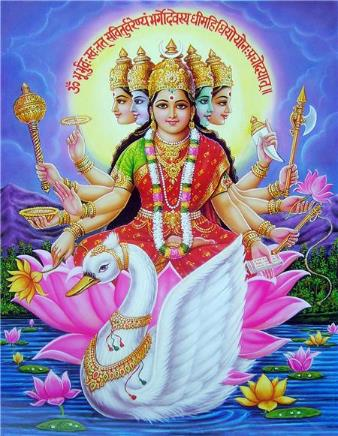 ॐ भूर्भुवः स्वः तत् सवितुर्वरेण्यं भर्गो देवस्य धीमहि धियो योनः प्रचोदयात् ॥